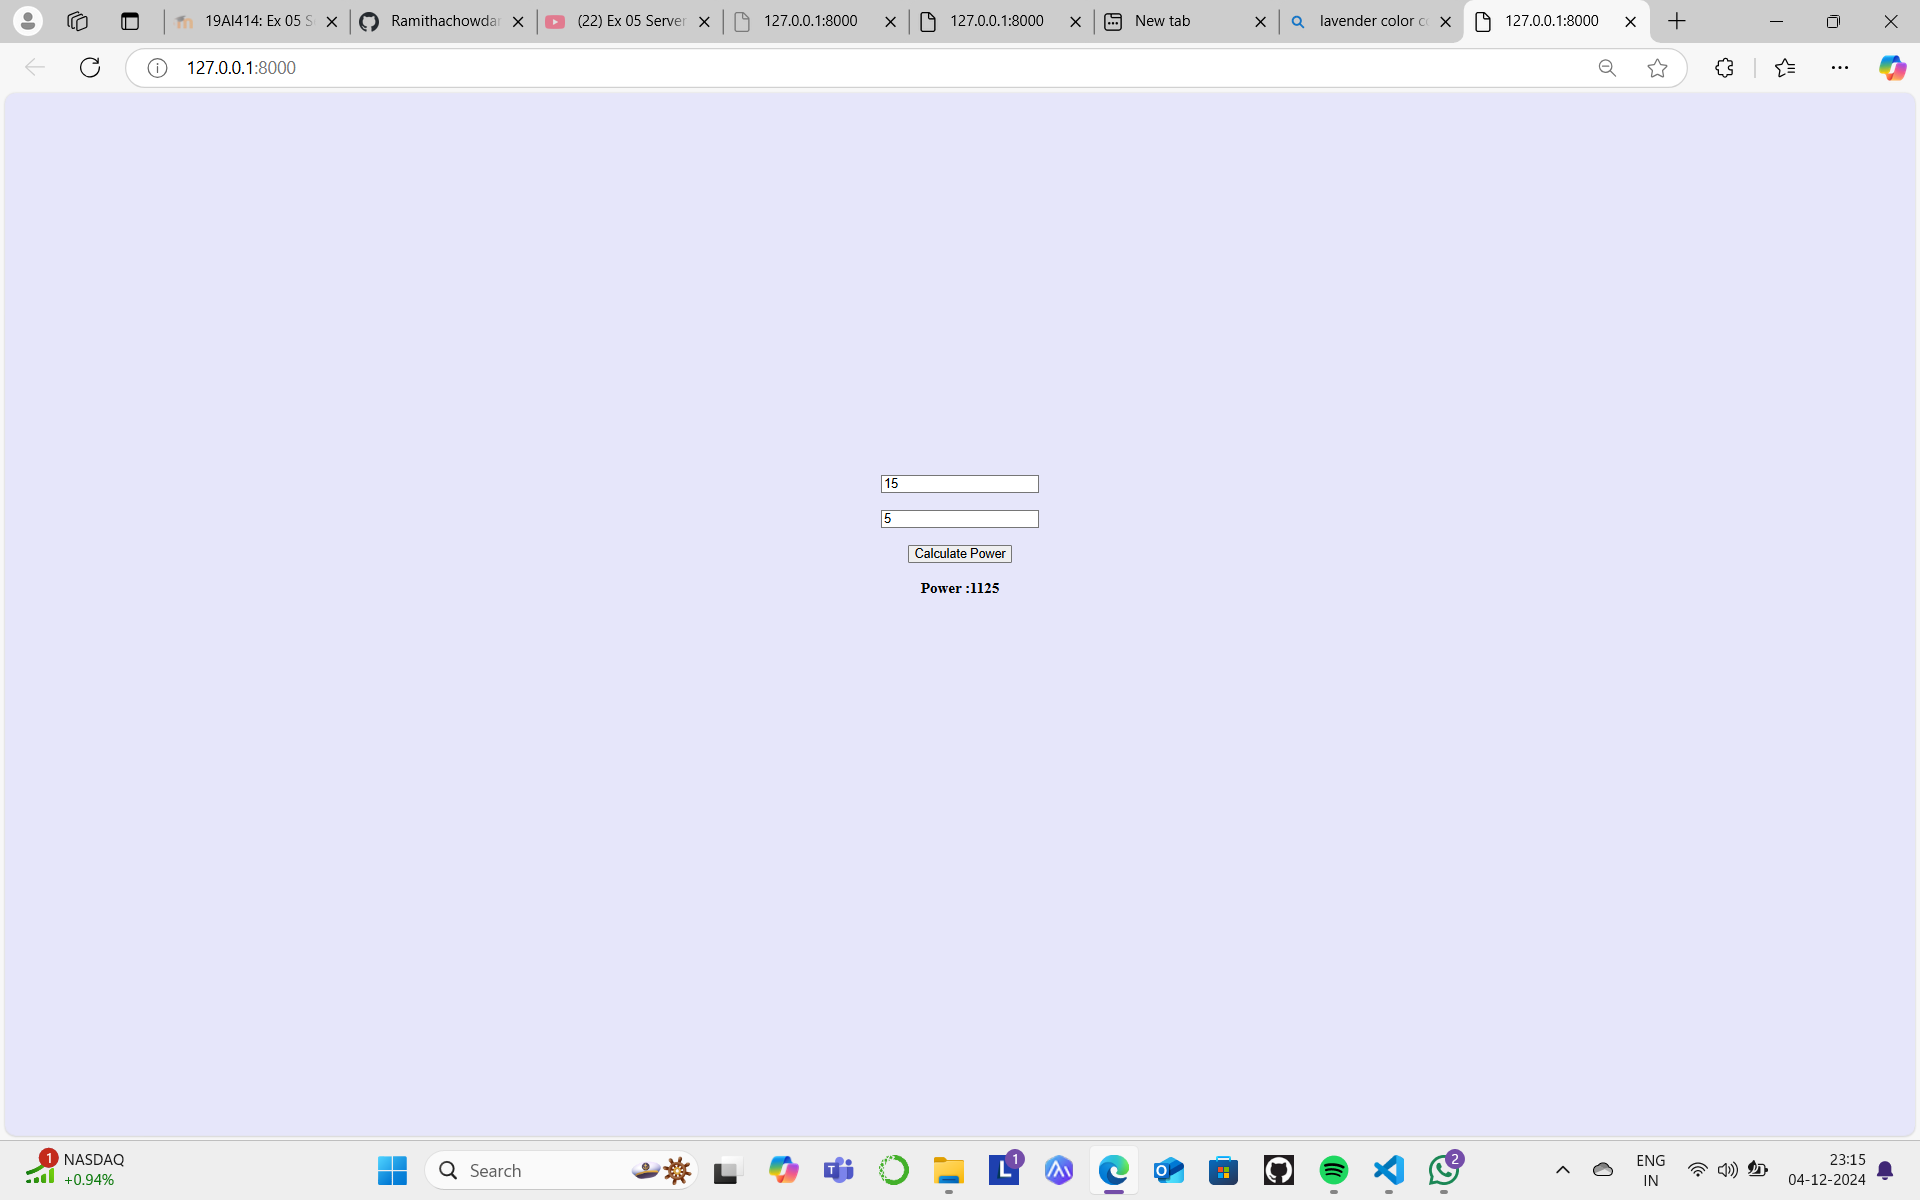 19AI414: Ex 05 S
Ramithachowdar
(22) Ex 05 Server
127.0.0.1:8000
127.0.0.1:8000
New tab
lavender color c
127.0.0.1:8000
127.0.0.1:8000
15
5
Calculate Power
Power :1125
1
NASDAQ
+0.94%
Search
1
2
ENG
IN
23:15
04-12-2024